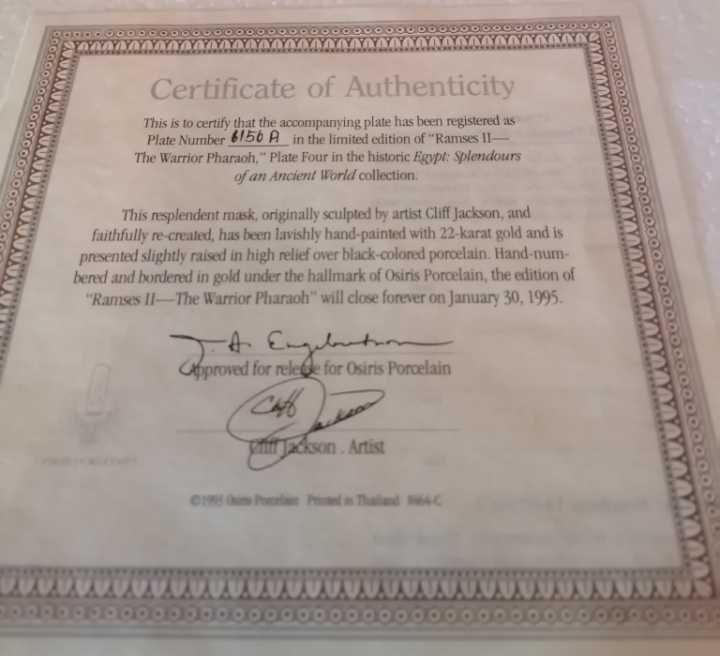 Certificate of Authenticity
This is to certify that the accompanying plate has been registered as
Plate Number 6156 A in the limited edition of "Ramses II—
The Warrior Pharaoh," Plate Four in the historic Egypt: Splendours
of an Ancient World collection.
This resplendent mask, originally sculpted by artist Cliff Jackson, and
faithfully re-created, has been lavishly hand-painted with 22-karat gold and is
presented slightly raised in high relief over black-colored porcelain. Hand-num-
bered and bordered in gold under the hallmark of Osiris Porcelain, the edition of
"Ramses II—The Warrior Pharaoh" will close forever on January 30, 1995.
Approved for release for Osiris Porcelain
Cliff Jackson
Cliff Jackson . Artist
Osiris Porcelain Printed in Thailand